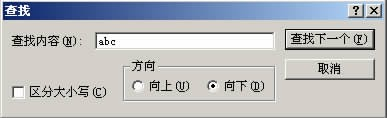 查找
查找内容(N): abc 查找下一个(F)
方向 取消
区分大小写(C) 向上(U) 向下(D)